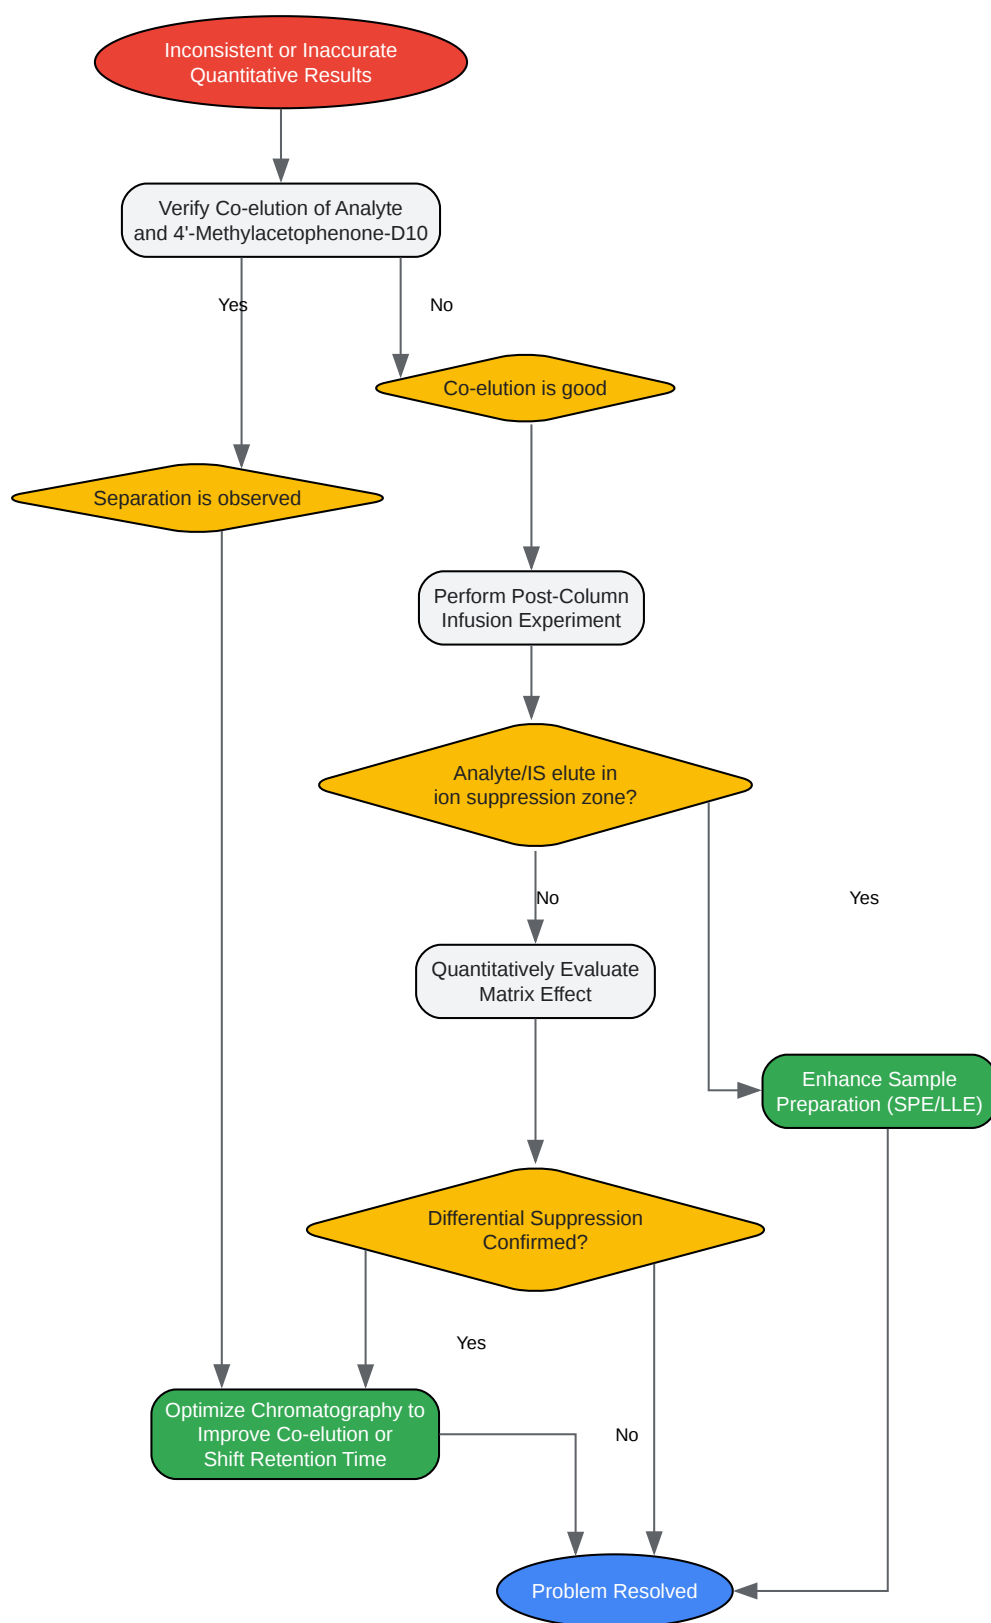 Inconsistent or Inaccurate
Quantitative Results
Verify Co-elution of Analyte
and 4'-Methylacetophenone-D10
Yes
No
Co-elution is good
Separation is observed
Perform Post-Column
Infusion Experiment
Analyte/IS elute in
ion suppression zone?
No
Yes
Quantitatively Evaluate
Matrix Effect
Enhance Sample
Preparation (SPE/LLE)
Differential Suppression
Confirmed?
Yes
Optimize Chromatography to
Improve Co-elution or
Shift Retention Time
No
Problem Resolved